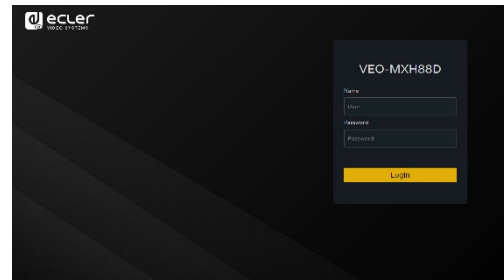 ecler
VIDEO SYSTEMS
VEO-MXH88D
Name
User
Password
Password
Login